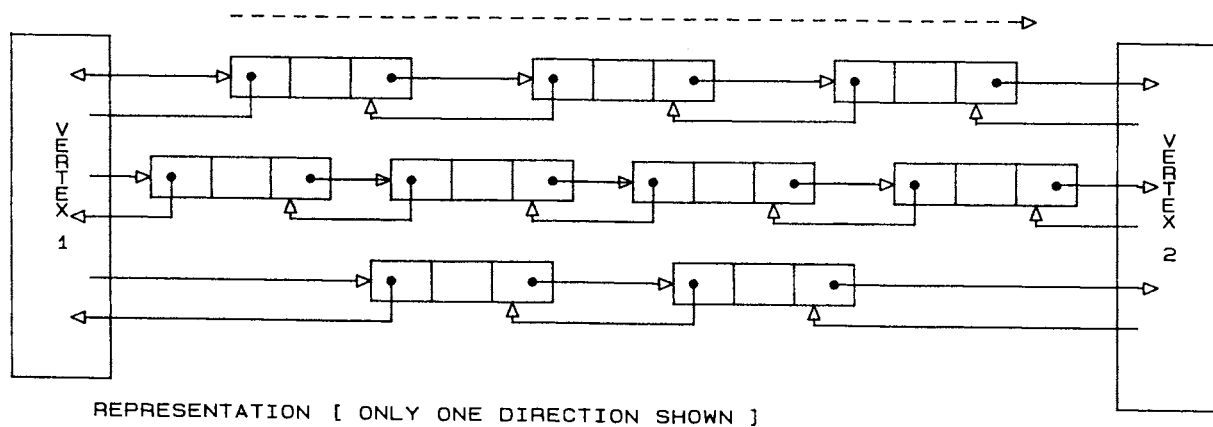 VERTEX 1
VERTEX 2
REPRESENTATION [ ONLY ONE DIRECTION SHOWN ]